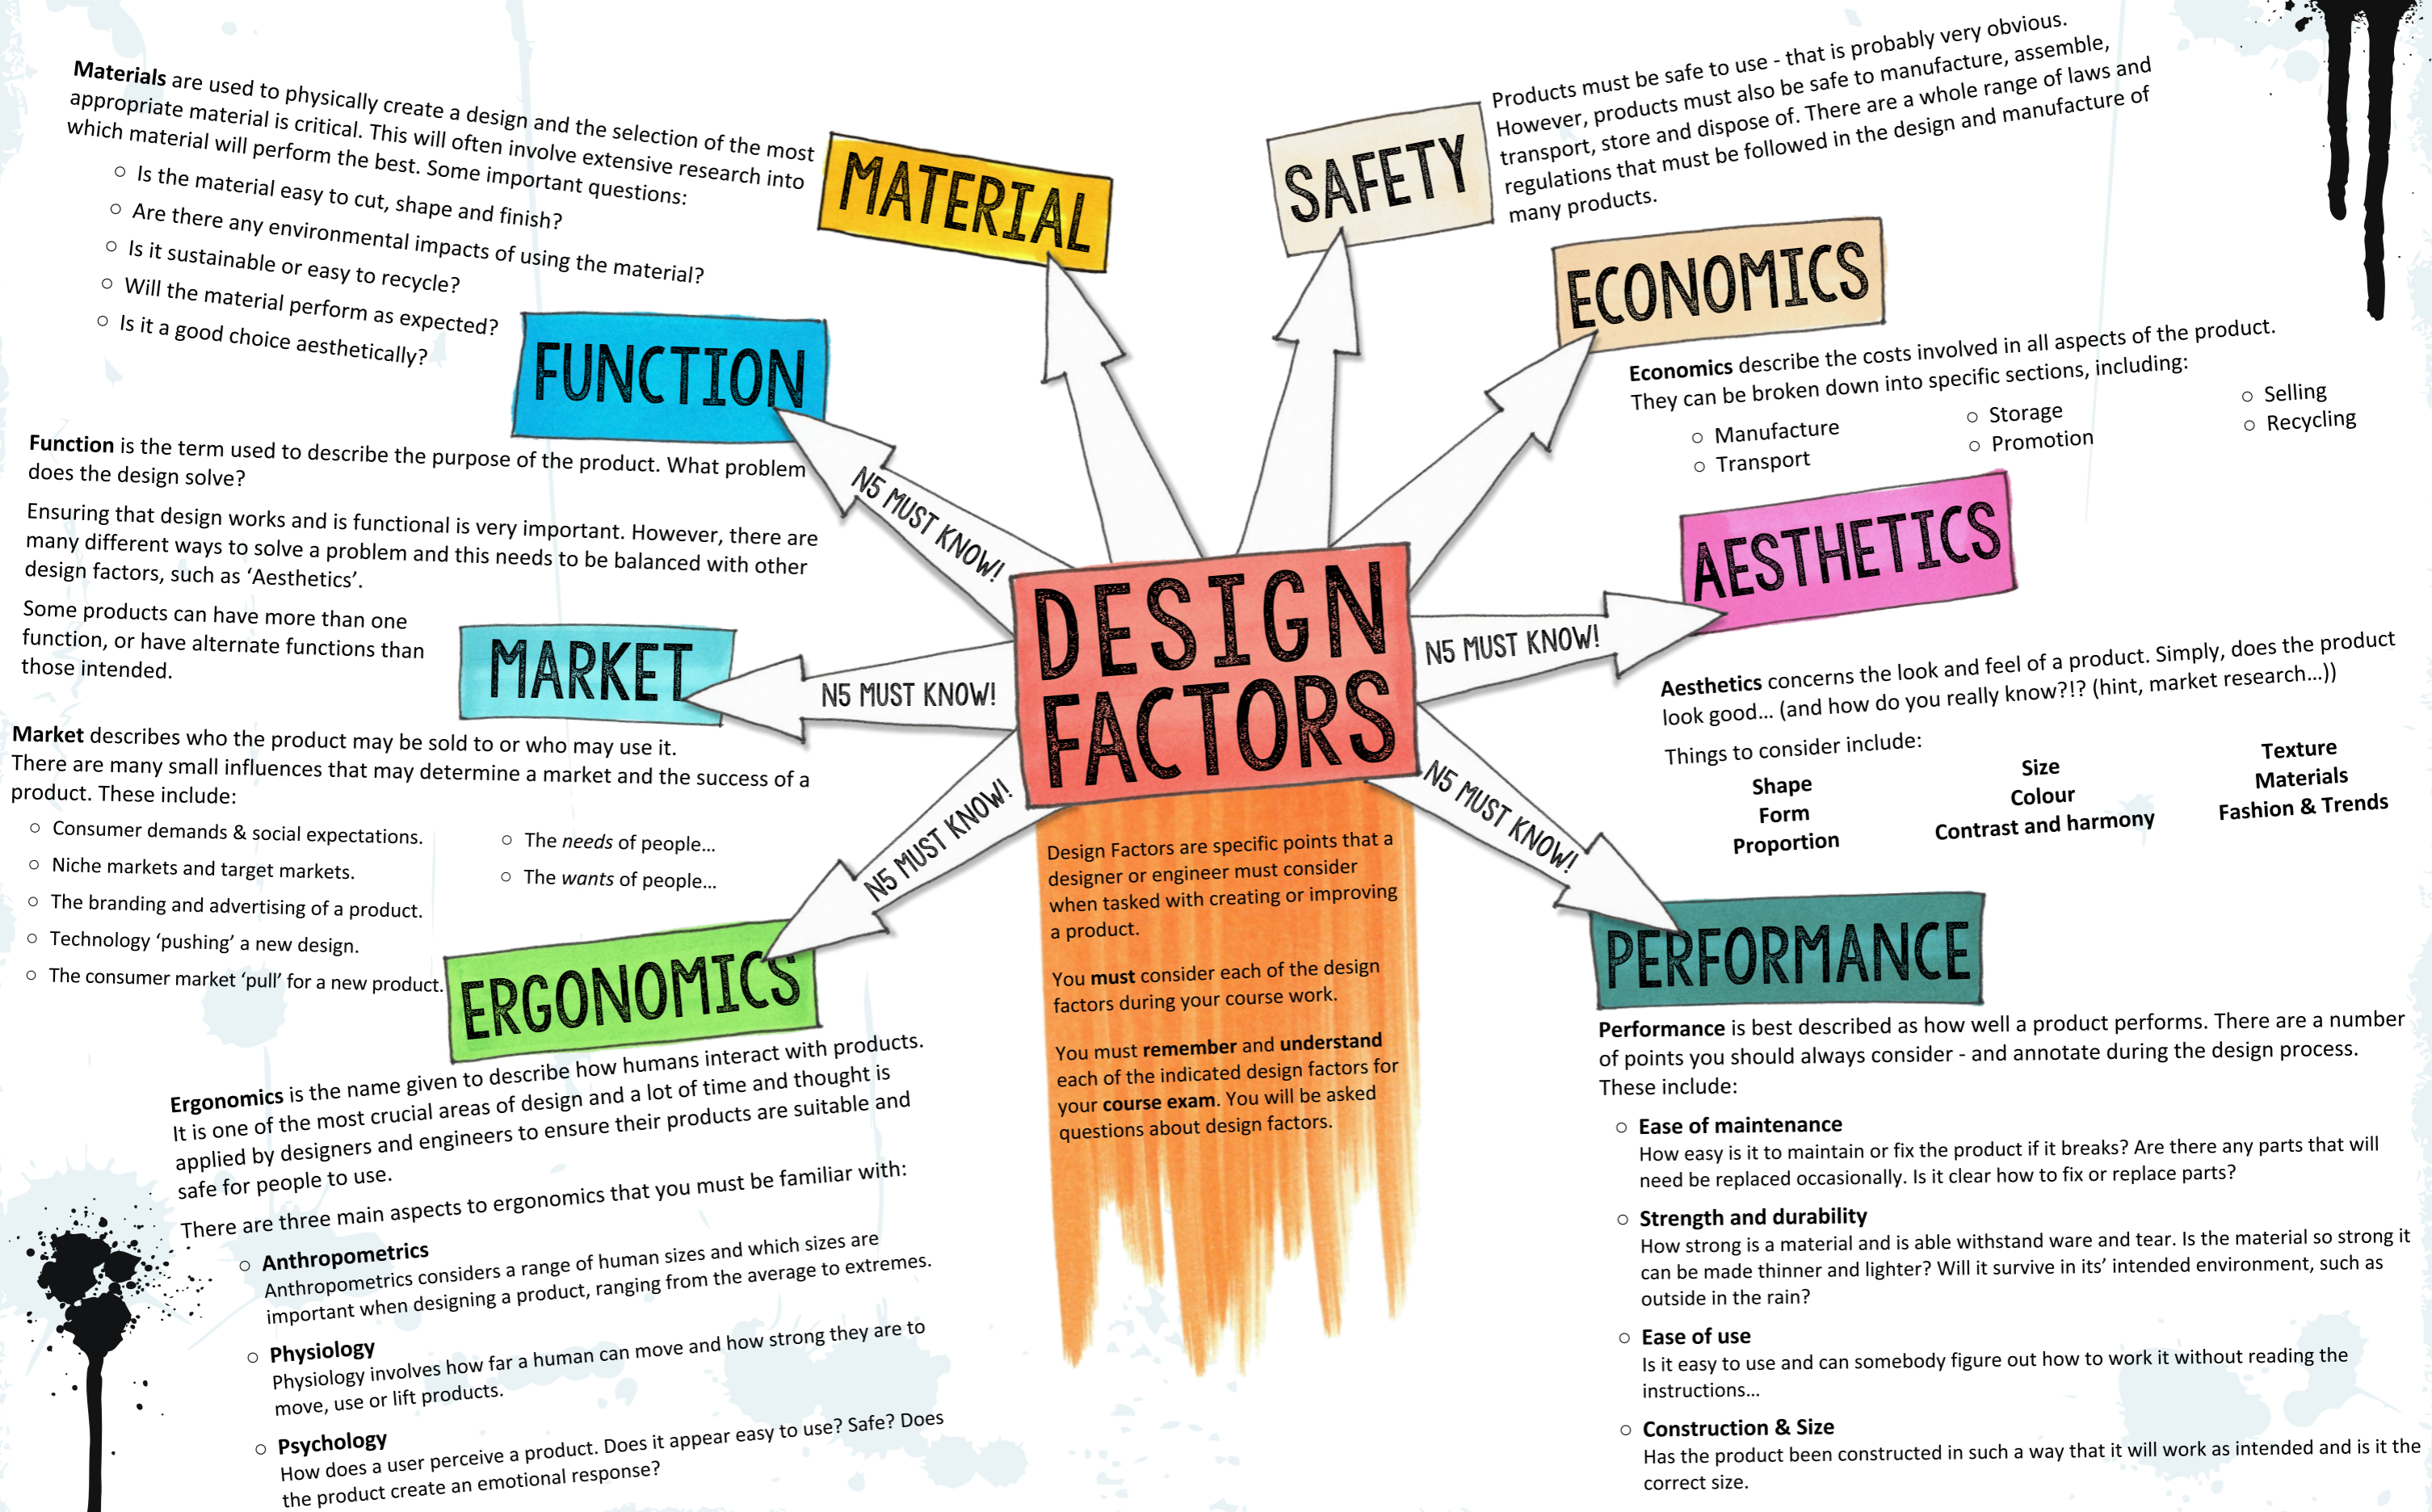 Materials are used to physically create a design and the selection of the most
appropriate material is critical. This will often involve extensive research into
which material will perform the best. Some important questions:
○ Is the material easy to cut, shape and finish?
○ Are there any environmental impacts of using the material?
○ Is it sustainable or easy to recycle?
○ Will the material perform as expected?
○ Is it a good choice aesthetically?
MATERIAL
SAFETY
Products must be safe to use - that is probably very obvious.
However, products must also be safe to manufacture, assemble,
transport, store and dispose of. There are a whole range of laws and
regulations that must be followed in the design and manufacture of
many products.
ECONOMICS
Economics describe the costs involved in all aspects of the product.
They can be broken down into specific sections, including:
○ Manufacture
○ Transport
○ Storage
○ Promotion
○ Selling
○ Recycling
FUNCTION
Function is the term used to describe the purpose of the product. What problem
does the design solve?
Ensuring that design works and is functional is very important. However, there are
many different ways to solve a problem and this needs to be balanced with other
design factors, such as ‘Aesthetics’.
Some products can have more than one
function, or have alternate functions than
those intended.
N5 MUST KNOW!
AESTHETICS
N5 MUST KNOW!
Aesthetics concerns the look and feel of a product. Simply, does the product
look good... (and how do you really know?!? (hint, market research...))
Things to consider include:
Shape
Form
Proportion
Size
Colour
Contrast and harmony
Texture
Materials
Fashion & Trends
DESIGN
FACTORS
MARKET
N5 MUST KNOW!
Market describes who the product may be sold to or who may use it.
There are many small influences that may determine a market and the success of a
product. These include:
○ Consumer demands & social expectations.
○ Niche markets and target markets.
○ The branding and advertising of a product.
○ Technology ‘pushing’ a new design.
○ The consumer market ‘pull’ for a new product.
○ The needs of people...
○ The wants of people...
N5 MUST KNOW!
ERGONOMICS
Ergonomics is the name given to describe how humans interact with products.
It is one of the most crucial areas of design and a lot of time and thought is
applied by designers and engineers to ensure their products are suitable and
safe for people to use.
There are three main aspects to ergonomics that you must be familiar with:
○ Anthropometrics
Anthropometrics considers a range of human sizes and which sizes are
important when designing a product, ranging from the average to extremes.
○ Physiology
Physiology involves how far a human can move and how strong they are to
move, use or lift products.
○ Psychology
How does a user perceive a product. Does it appear easy to use? Safe? Does
the product create an emotional response?
Design Factors are specific points that a
designer or engineer must consider
when tasked with creating or improving
a product.
You must consider each of the design
factors during your course work.
You must remember and understand
each of the indicated design factors for
your course exam. You will be asked
questions about design factors.
N5 MUST KNOW!
PERFORMANCE
Performance is best described as how well a product performs. There are a number
of points you should always consider - and annotate during the design process.
These include:
○ Ease of maintenance
How easy is it to maintain or fix the product if it breaks? Are there any parts that will
need be replaced occasionally. Is it clear how to fix or replace parts?
○ Strength and durability
How strong is a material and is able withstand ware and tear. Is the material so strong it
can be made thinner and lighter? Will it survive in its’ intended environment, such as
outside in the rain?
○ Ease of use
Is it easy to use and can somebody figure out how to work it without reading the
instructions...
○ Construction & Size
Has the product been constructed in such a way that it will work as intended and is it the
correct size.